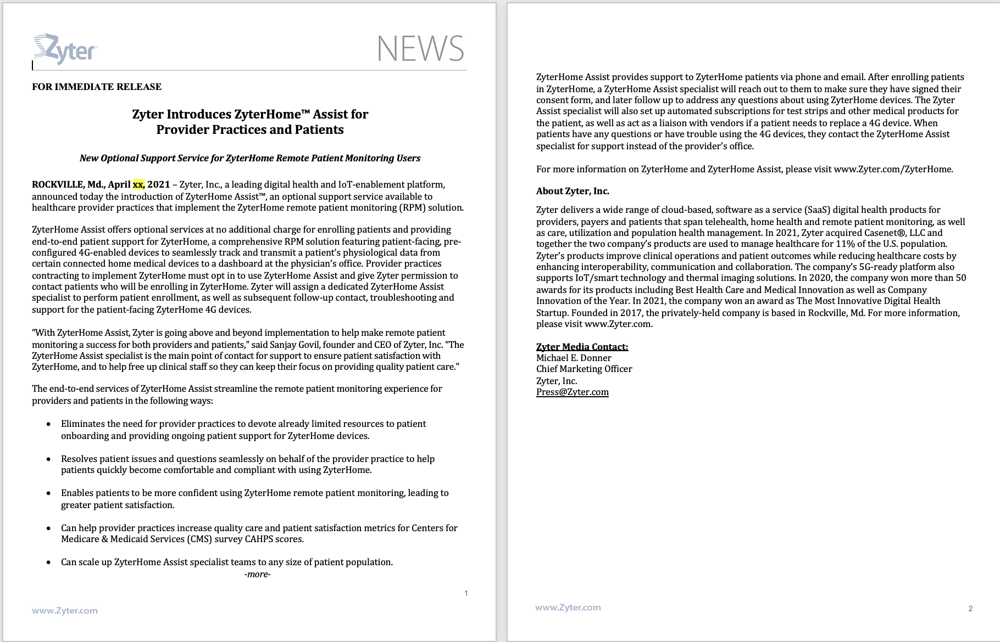 Zyter
NEWS
FOR IMMEDIATE RELEASE
Zyter Introduces ZyterHome™ Assist for
Provider Practices and Patients
New Optional Support Service for ZyterHome Remote Patient Monitoring Users
ROCKVILLE, Md., April xx, 2021 – Zyter, Inc., a leading digital health and IoT-enablement platform,
announced today the introduction of ZyterHome Assist™, an optional support service available to
healthcare provider practices that implement the ZyterHome remote patient monitoring (RPM) solution.
ZyterHome Assist offers optional services at no additional charge for enrolling patients and providing
end-to-end patient support for ZyterHome, a comprehensive RPM solution featuring patient-facing, pre-
configured 4G-enabled devices to seamlessly track and transmit a patient’s physiological data from
certain connected home medical devices to a dashboard at the physician’s office. Provider practices
contracting to implement ZyterHome must opt in to use ZyterHome Assist and give Zyter permission to
contact patients who will be enrolling in ZyterHome. Zyter will assign a dedicated ZyterHome Assist
specialist to perform patient enrollment, as well as subsequent follow-up contact, troubleshooting and
support for the patient-facing ZyterHome 4G devices.
“With ZyterHome Assist, Zyter is going above and beyond implementation to help make remote patient
monitoring a success for both providers and patients,” said Sanjay Govil, founder and CEO of Zyter, Inc. “The
ZyterHome Assist specialist is the main point of contact for support to ensure patient satisfaction with
ZyterHome, and to help free up clinical staff so they can keep their focus on providing quality patient care.”
The end-to-end services of ZyterHome Assist streamline the remote patient monitoring experience for
providers and patients in the following ways:
• Eliminates the need for provider practices to devote already limited resources to patient
onboarding and providing ongoing patient support for ZyterHome devices.
• Resolves patient issues and questions seamlessly on behalf of the provider practice to help
patients quickly become comfortable and compliant with using ZyterHome.
• Enables patients to be more confident using ZyterHome remote patient monitoring, leading to
greater patient satisfaction.
• Can help provider practices increase quality care and patient satisfaction metrics for Centers for
Medicare & Medicaid Services (CMS) survey CAHPS scores.
• Can scale up ZyterHome Assist specialist teams to any size of patient population.
-more-
1
www.Zyter.com
ZyterHome Assist provides support to ZyterHome patients via phone and email. After enrolling patients
in ZyterHome, a ZyterHome Assist specialist will reach out to them to make sure they have signed their
consent form, and later follow up to address any questions about using ZyterHome devices. The Zyter
Assist specialist will also set up automated subscriptions for test strips and other medical products for
the patient, as well as act as a liaison with vendors if a patient needs to replace a 4G device. When
patients have any questions or have trouble using the 4G devices, they contact the ZyterHome Assist
specialist for support instead of the provider’s office.
For more information on ZyterHome and ZyterHome Assist, please visit www.Zyter.com/ZyterHome.
About Zyter, Inc.
Zyter delivers a wide range of cloud-based, software as a service (SaaS) digital health products for
providers, payers and patients that span telehealth, home health and remote patient monitoring, as well
as care, utilization and population health management. In 2021, Zyter acquired Casenet®, LLC and
together the two company’s products are used to manage healthcare for 11% of the U.S. population.
Zyter’s products improve clinical operations and patient outcomes while reducing healthcare costs by
enhancing interoperability, communication and collaboration. The company’s 5G-ready platform also
supports IoT/smart technology and thermal imaging solutions. In 2020, the company won more than 50
awards for its products including Best Health Care and Medical Innovation as well as Company
Innovation of the Year. In 2021, the company won an award as The Most Innovative Digital Health
Startup. Founded in 2017, the privately-held company is based in Rockville, Md. For more information,
please visit www.Zyter.com.
Zyter Media Contact:
Michael E. Donner
Chief Marketing Officer
Zyter, Inc.
Press@Zyter.com
www.Zyter.com
2